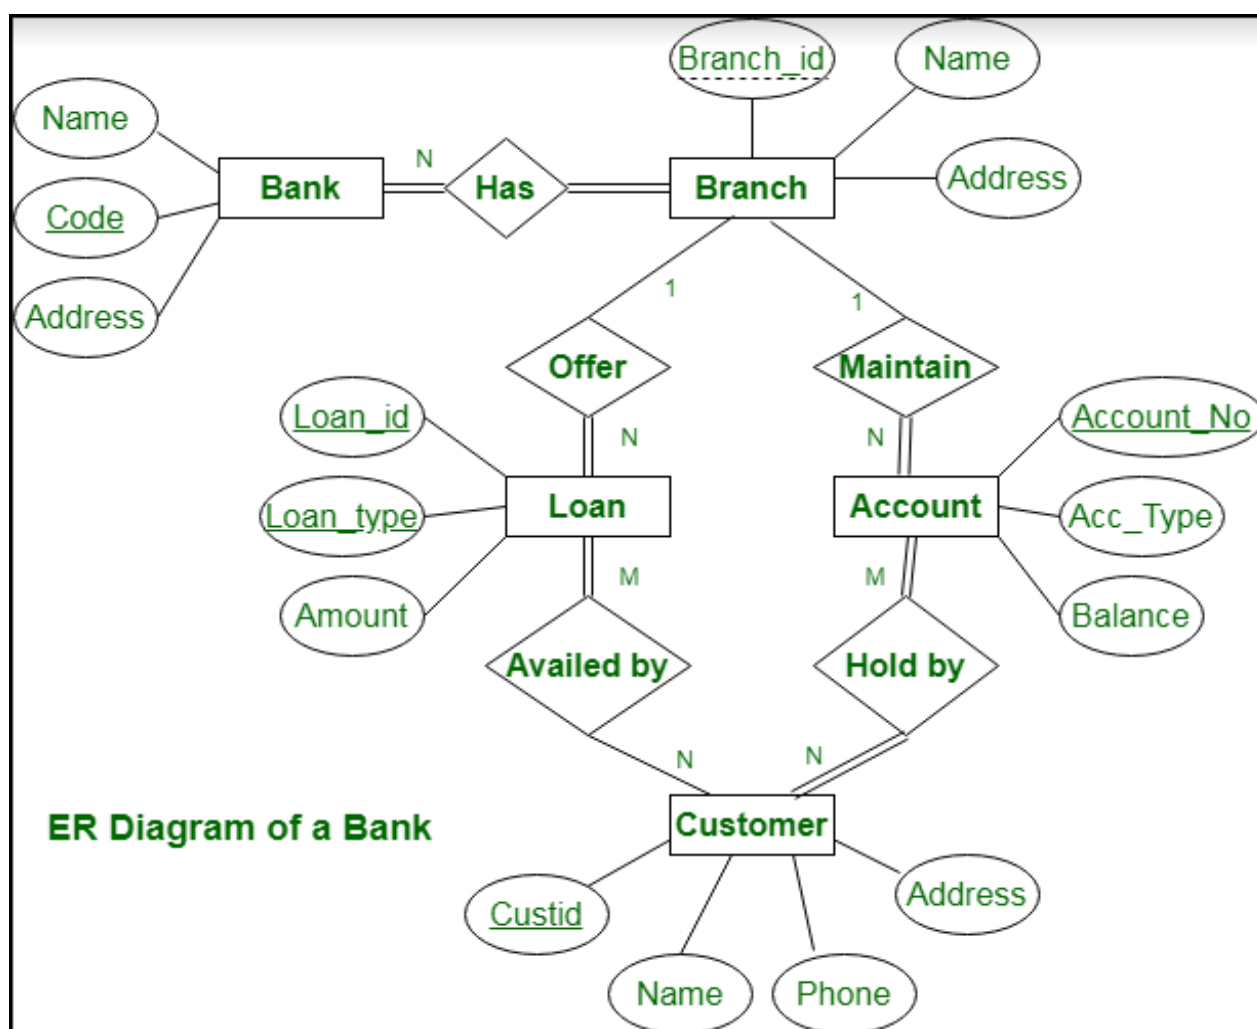 Branch_id
Name
Name
Bank
N
Has
Branch
Address
Code
Address
1
1
Offer
Maintain
Loan_id
N
N
Account_No
Loan_type
Loan
Account
Acc_Type
Amount
M
M
Balance
Availed by
Hold by
N
N
ER Diagram of a Bank
Customer
Custid
Address
Name
Phone